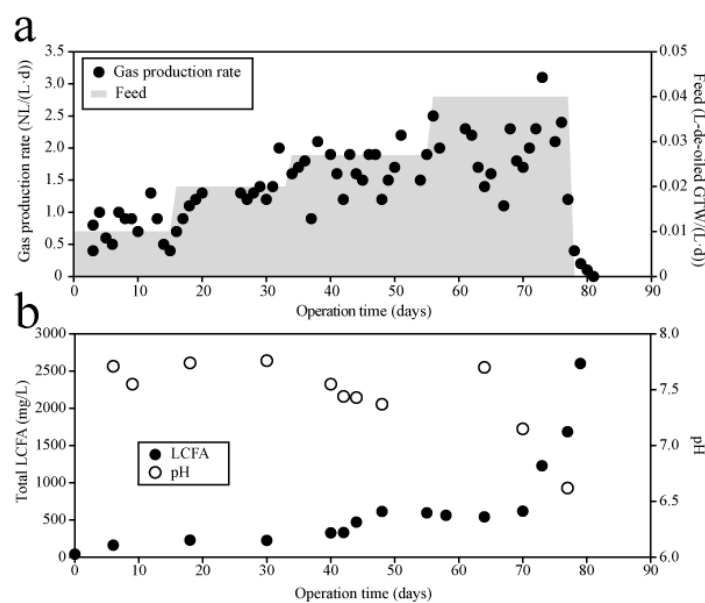 a
Gas production rate (NL/(L·d))
3.5
3.0
2.5
2.0
1.5
1.0
0.5
0
Gas production rate
Feed
0.05
0.04
0.03
0.02
0.01
0
Feed (L-de-oiled GTW/(L·d))
0 10 20 30 40 50 60 70 80 90
Operation time (days)
b
Total LCFA (mg/L)
3000
2500
2000
1500
1000
500
0
LCFA
pH
8.0
7.5
7.0
6.5
6.0
pH
0 10 20 30 40 50 60 70 80 90
Operation time (days)